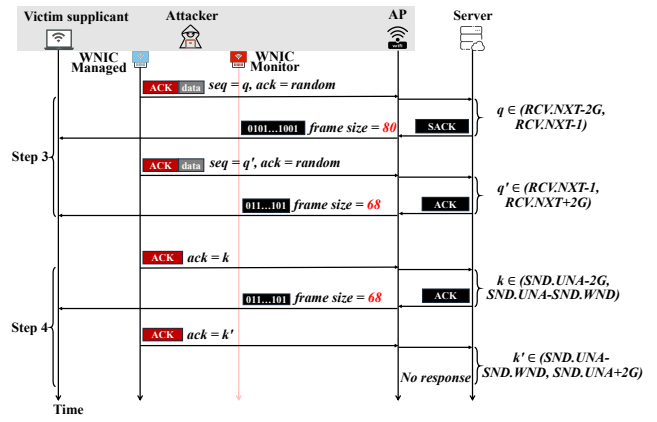 Victim supplicant
Attacker
AP
Server
WNIC
Managed
WNIC
Monitor
wifi
ACK data seq = q, ack = random
q ∈ (RCV.NXT-2G,
RCV.NXT-1)
0101…1001 frame size = 80
SACK
Step 3
ACK data seq = q', ack = random
q' ∈ (RCV.NXT-1,
RCV.NXT+2G)
011…101 frame size = 68
ACK
ACK ack = k
k ∈ (SND.UNA-2G,
SND.UNA-SND.WND)
011…101 frame size = 68
ACK
Step 4
ACK ack = k'
k' ∈ (SND.UNA-
SND.WND, SND.UNA+2G)
No response
Time